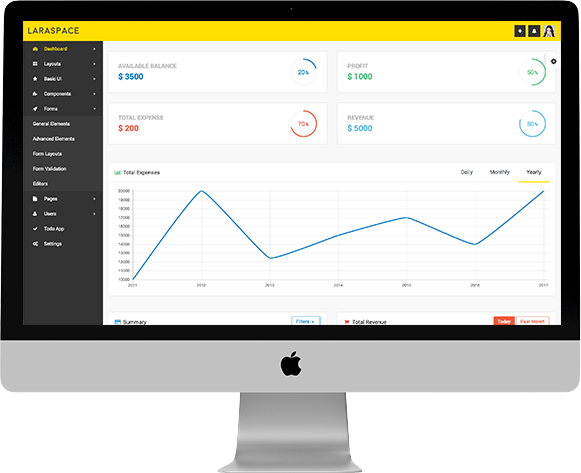 LARASPACE
Dashboard
Layouts
Basic UI
Components
Forms
General Elements
Advanced Elements
Form Layouts
Form Validation
Editors
Pages
Users
Todo App
Settings
AVAILABLE BALANCE
$ 3500
20%
PROFIT
$ 1000
50%
TOTAL EXPENSE
$ 200
70%
REVENUE
$ 5000
80%
Total Expenses
Daily Monthly Yearly
20000
19000
18000
17000
16000
15000
14000
13000
12000
11000
10000
2011 2012 2013 2014 2015 2016 2017
Summary
Filters
Total Revenue
Today Past Month